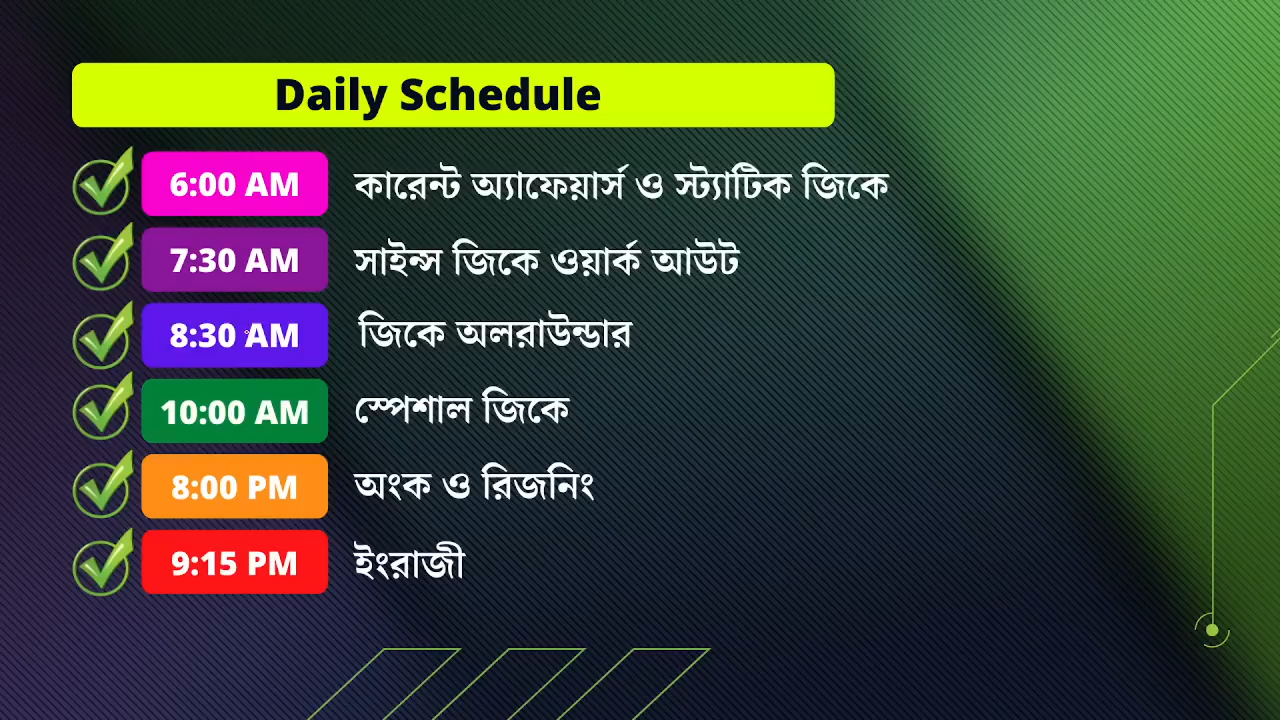 Daily Schedule
6:00 AM কারেন্ট অ্যাফেয়ার্স ও স্ট্যাটিক জিকে
7:30 AM সাইন্স জিকে ওয়ার্ক আউট
8:30 AM জিকে অলরাউন্ডার
10:00 AM স্পেশাল জিকে
8:00 PM অংক ও রিজনিং
9:15 PM ইংরাজী